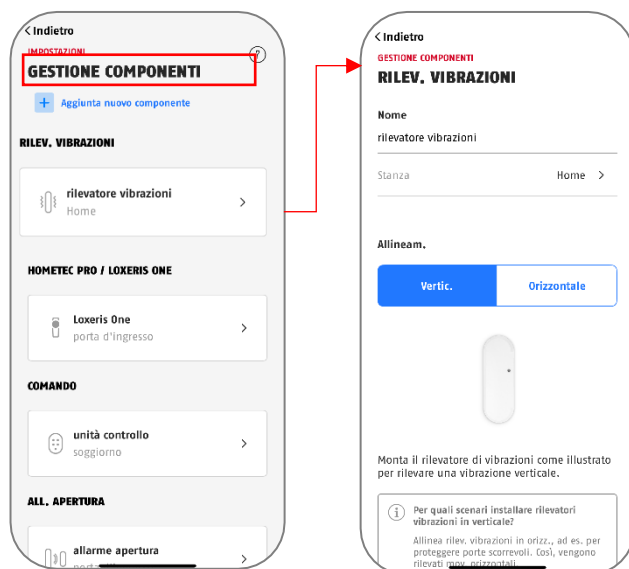 Indietro
IMPOSTAZIONI
?
GESTIONE COMPONENTI
+ Aggiunta nuovo componente
RILEV. VIBRAZIONI
rilevatore vibrazioni
Home
HOMETEC PRO / LOXERIS ONE
Loxeris One
porta d'ingresso
COMANDO
unità controllo
soggiorno
ALL. APERTURA
allarme apertura
Indietro
GESTIONE COMPONENTI
RILEV. VIBRAZIONI
Nome
rilevatore vibrazioni
Stanza Home
Allineam.
Vertic. Orizzontale
Monta il rilevatore di vibrazioni come illustrato
per rilevare una vibrazione verticale.
i Per quali scenari installare rilevatori
vibrazioni in verticale?
Allinea rilev. vibrazioni in orizz., ad es. per
proteggere porte scorrevoli. Così, vengono
rilevati mov. orizzontali.